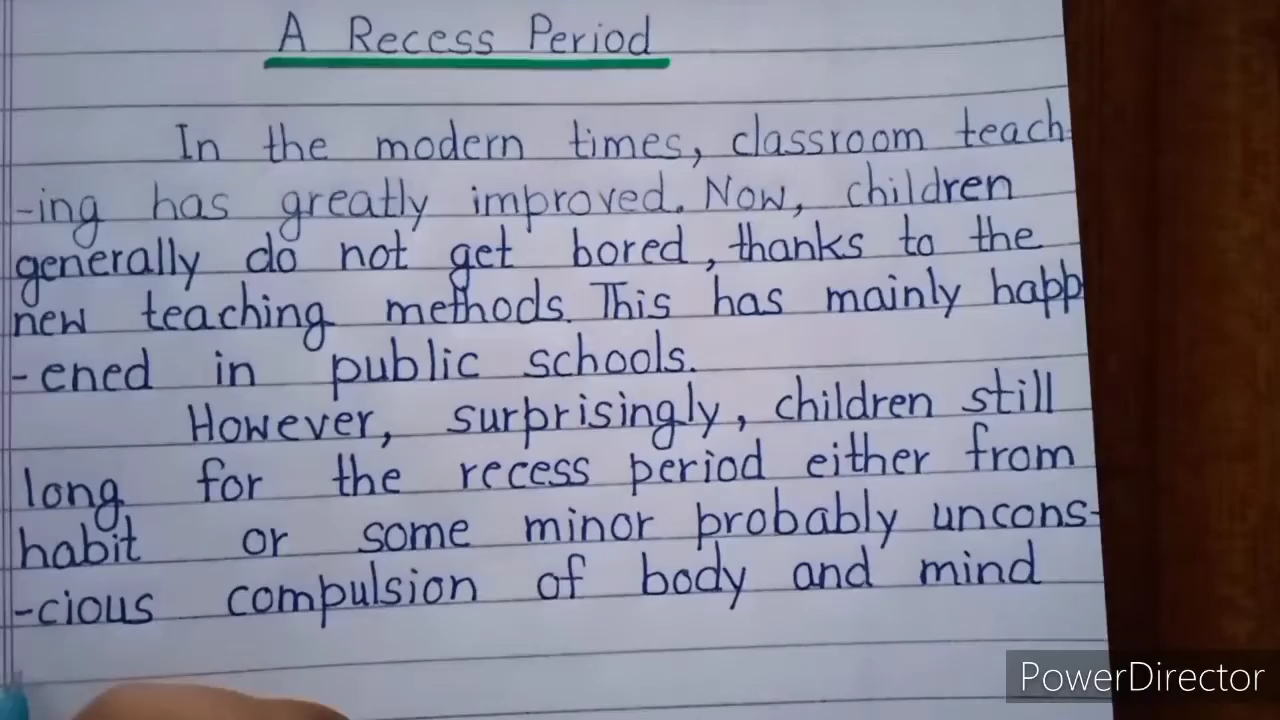 A Recess Period
In the modern times, classroom teach-
-ing has greatly improved. Now, children
generally do not get bored, thanks to the
new teaching methods. This has mainly happ
-ened in public schools.
However, surprisingly, children still
long for the recess period either from
habit or some minor probably uncons-
-cious compulsion of body and mind
PowerDirector